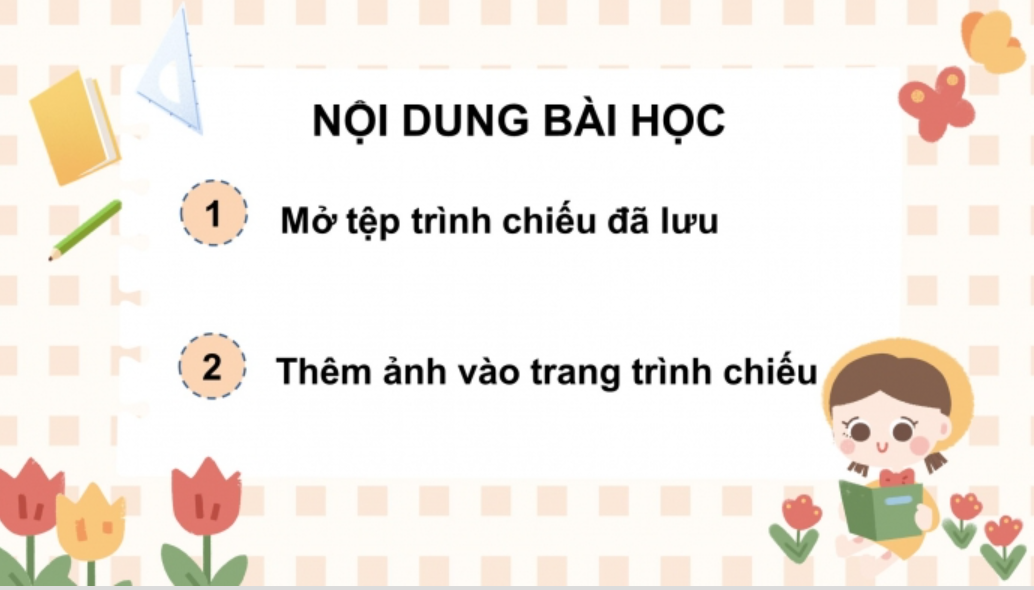 NỘI DUNG BÀI HỌC
1 Mở tệp trình chiếu đã lưu
2 Thêm ảnh vào trang trình chiếu